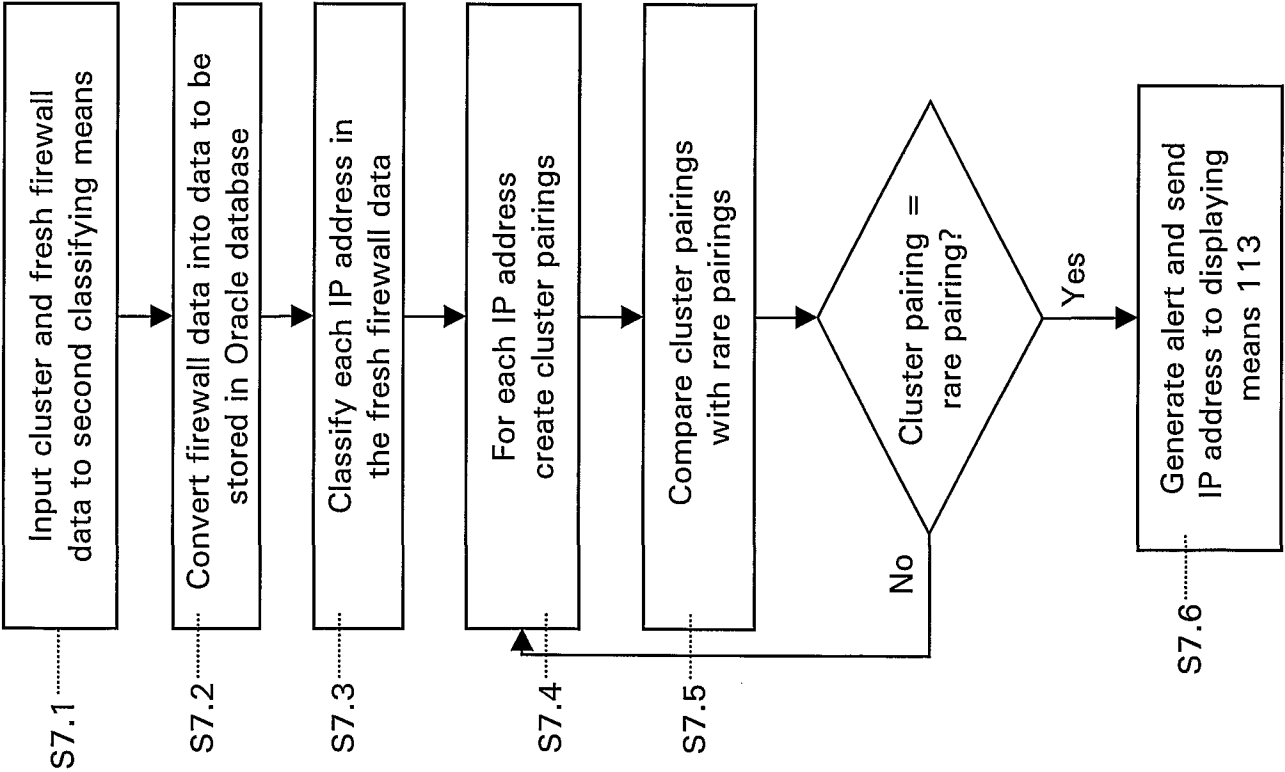 S7.1
Input cluster and fresh firewall
data to second classifying means
S7.2
Convert firewall data into data to be
stored in Oracle database
S7.3
Classify each IP address in
the fresh firewall data
S7.4
For each IP address
create cluster pairings
S7.5
Compare cluster pairings
with rare pairings
Cluster pairing =
rare pairing?
No
Yes
S7.6
Generate alert and send
IP address to displaying
means 113